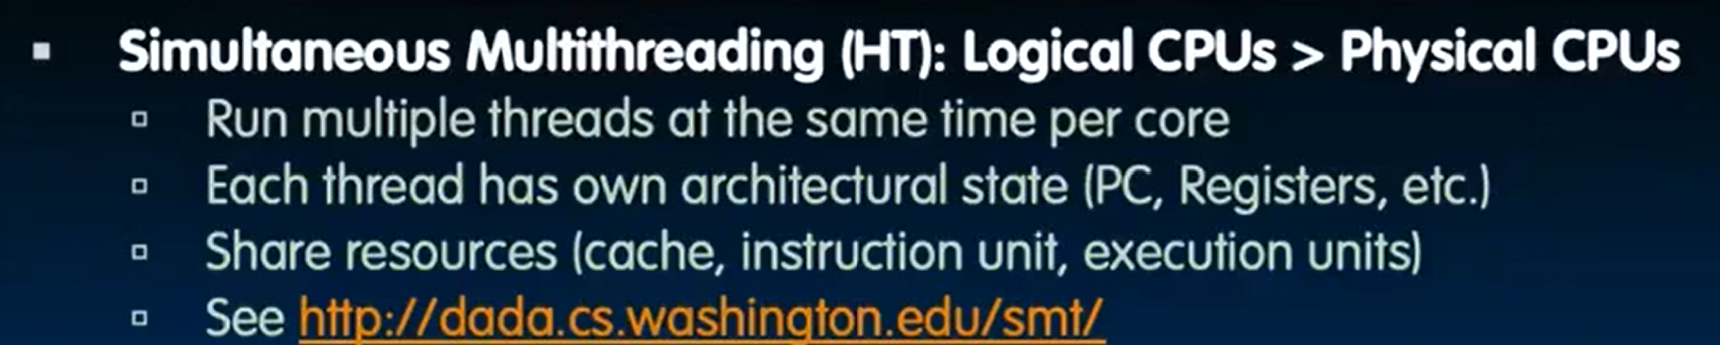 Simultaneous Multithreading (HT): Logical CPUs > Physical CPUs
Run multiple threads at the same time per core
Each thread has own architectural state (PC, Registers, etc.)
Share resources (cache, instruction unit, execution units)
See http://dada.cs.washington.edu/smt/